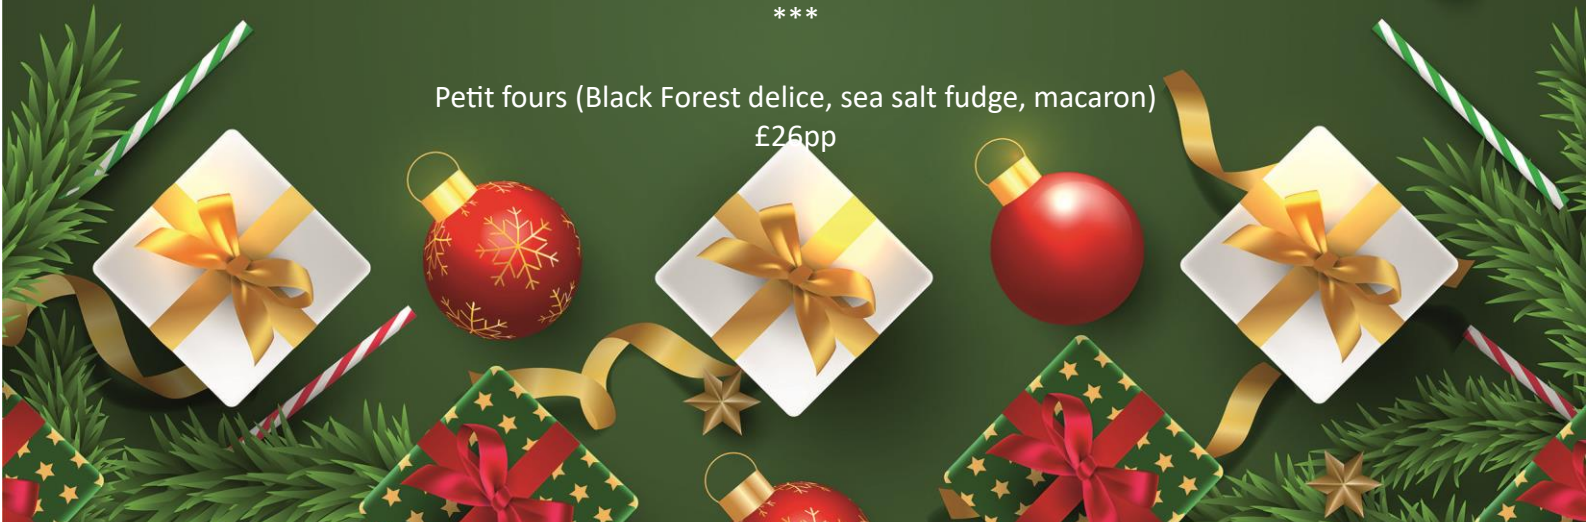 ***
Petit fours (Black Forest delice, sea salt fudge, macaron)
£26pp